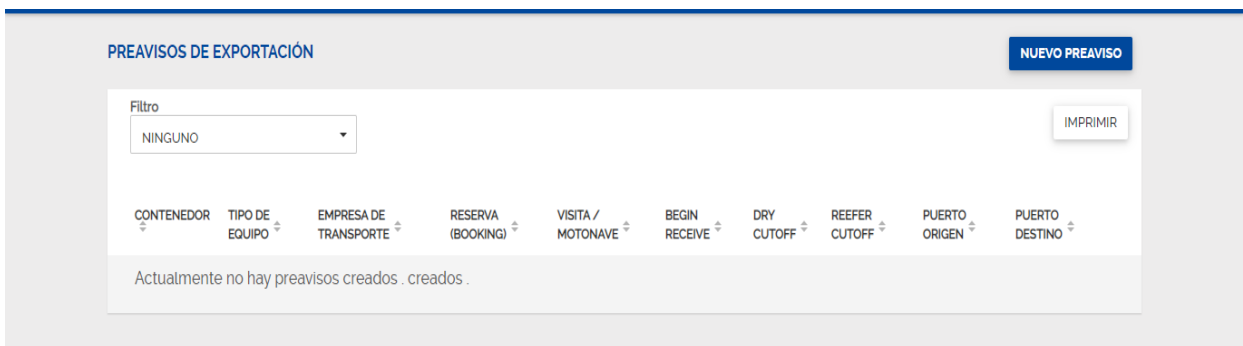 PREAVISOS DE EXPORTACIÓN
NUEVO PREAVISO
Filtro
NINGUNO
IMPRIMIR
CONTENEDOR TIPO DE EQUIPO EMPRESA DE TRANSPORTE RESERVA (BOOKING) VISITA / MOTONAVE BEGIN RECEIVE DRY CUTOFF REEFER CUTOFF PUERTO ORIGEN PUERTO DESTINO
Actualmente no hay preavisos creados . creados .